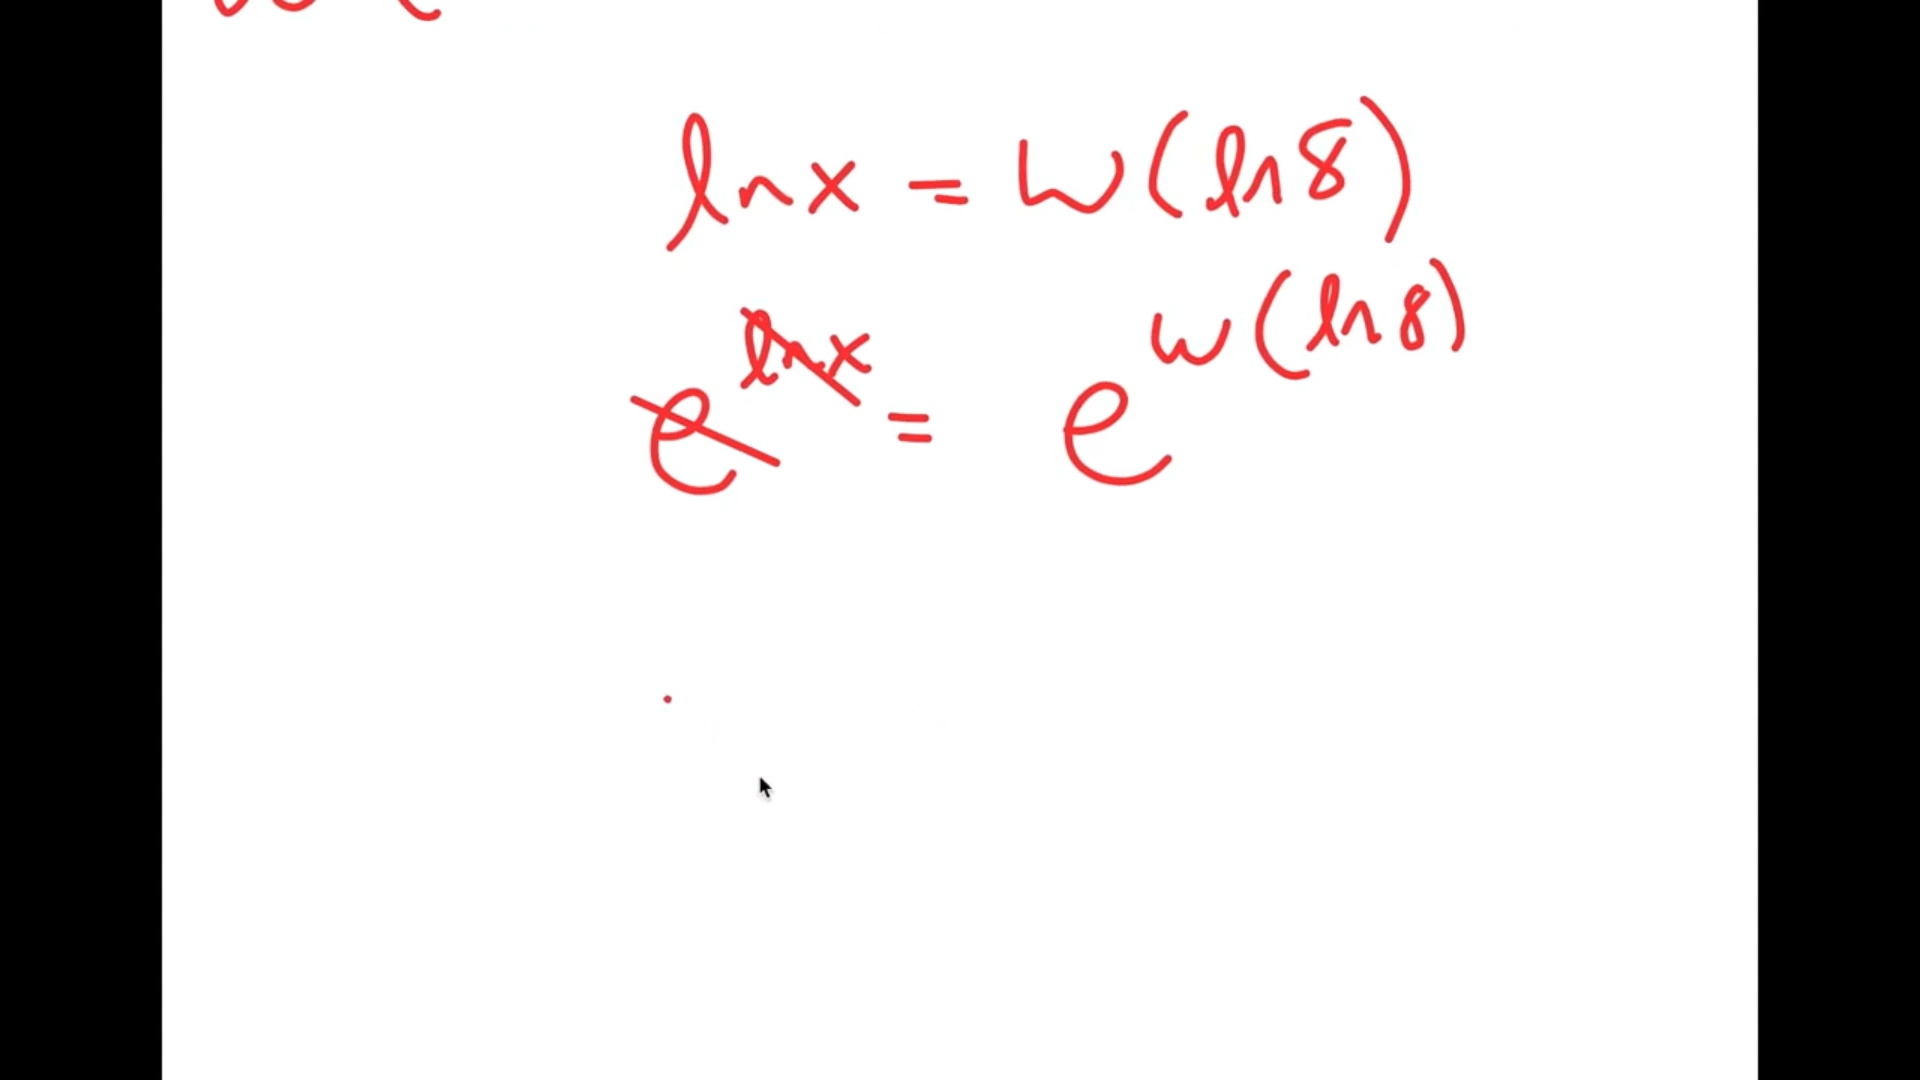 ln x = W(ln 8)
e^{ln x} = e^{W(ln 8)}